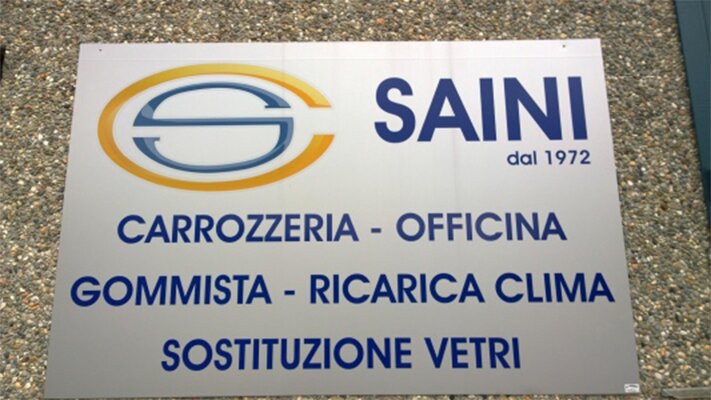 SAINI
dal 1972
CARROZZERIA - OFFICINA
GOMMISTA - RICARICA CLIMA
SOSTITUZIONE VETRI